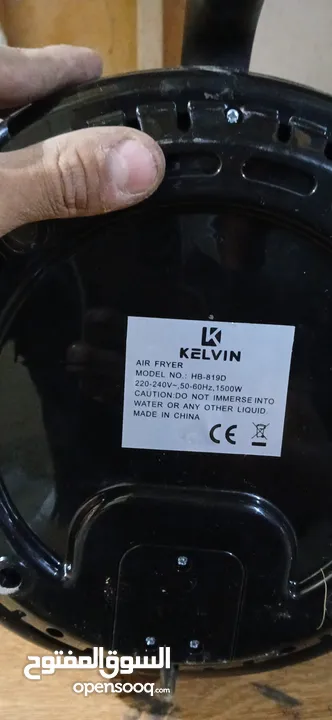 K
KELVIN
AIR FRYER
MODEL NO.: HB-819D
220-240V~,50-60Hz,1500W
CAUTION:DO NOT IMMERSE INTO
WATER OR ANY OTHER LIQUID.
MADE IN CHINA
CE
السوق المفتوح
opensooq.com